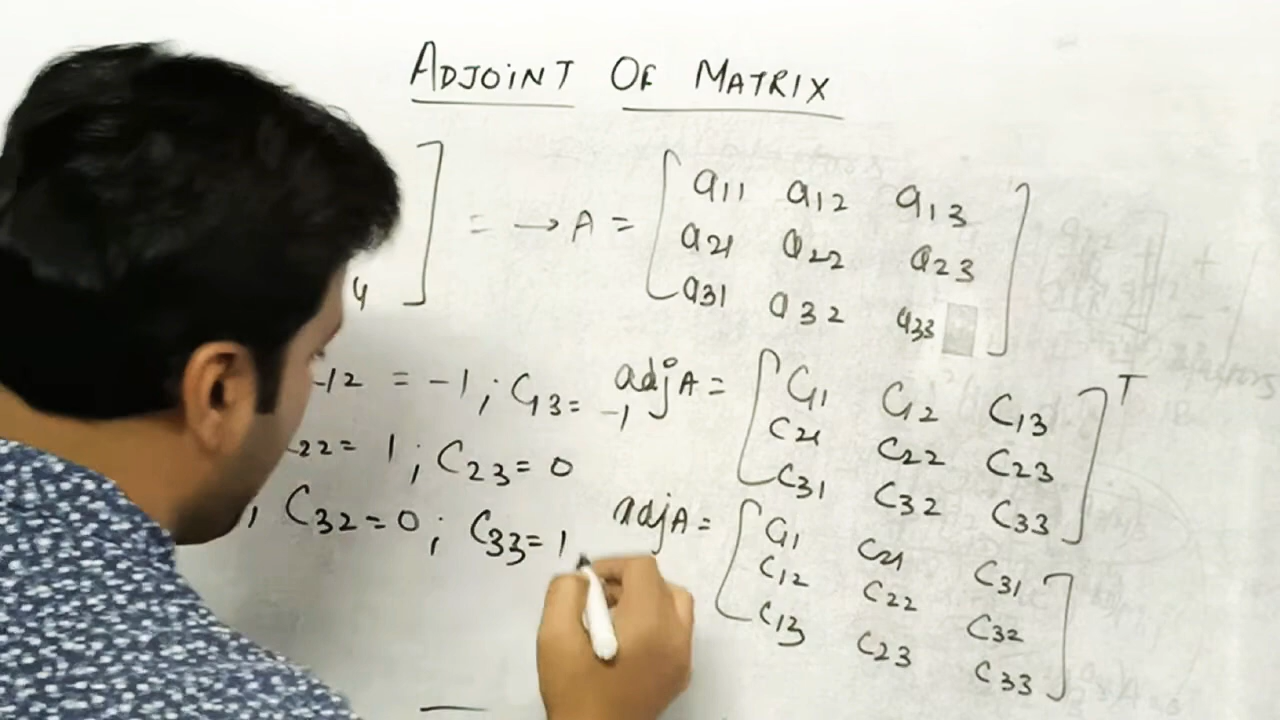 ADJOINT OF MATRIX
4 ] = → A = [ a11 a12 a13
a21 a22 a23
a31 a32 a33 ]
-12 = -1 ; C13 = -1
-22 = 1 ; C23 = 0
; C32 = 0 ; C33 = 1
adj A = [ C11 C12 C13
C21 C22 C23
C31 C32 C33 ]T
adj A = [ C11 C21 C31
C12 C22 C32
C13 C23 C33 ]